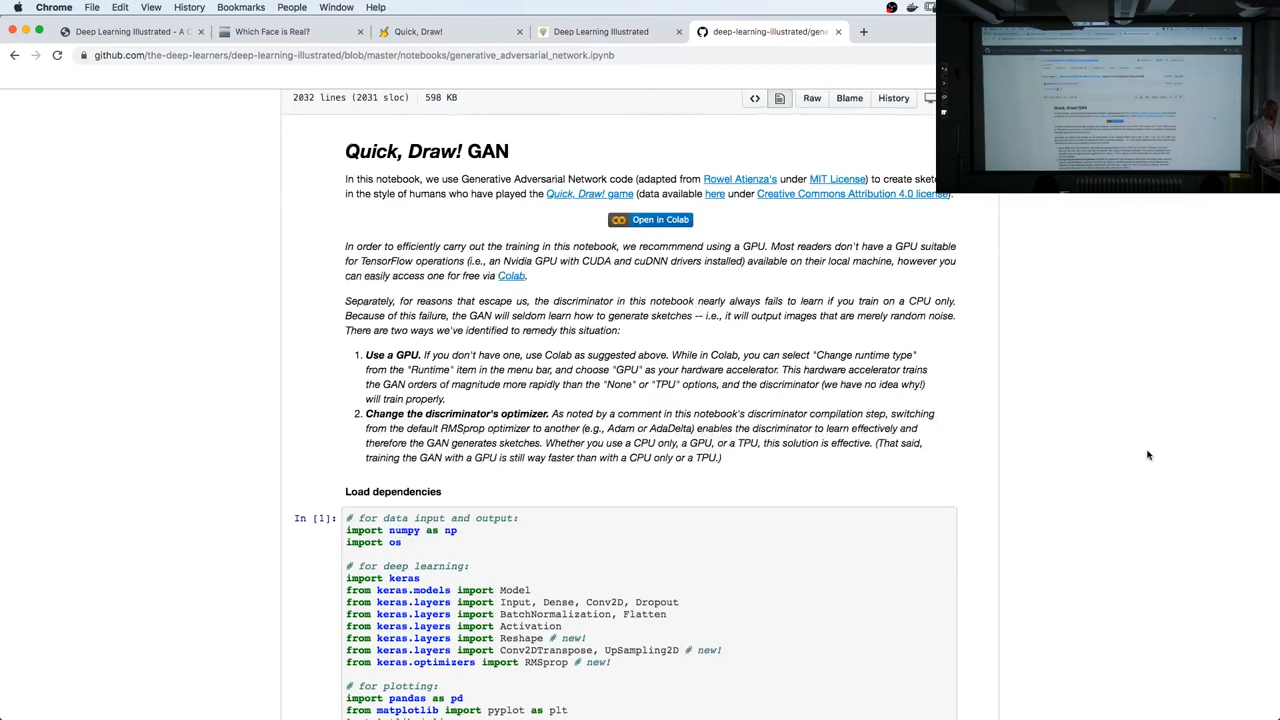 Chrome File Edit View History Bookmarks People Window Help
Deep Learning Illustrated - A C
Which Face Is Real?
Quick, Draw!
Deep Learning Illustrated
deep-learning-illustrated/gene
github.com/the-deep-learners/deep-learning-illustrated/blob/master/notebooks/generative_adversarial_network.ipynb
2032 lines (2031 sloc) 598 KB
Raw Blame History
Quick, Draw! GAN
In this notebook, we use Generative Adversarial Network code (adapted from Rowel Atienza's under MIT License) to create sketc
in the style of humans who have played the Quick, Draw! game (data available here under Creative Commons Attribution 4.0 license).
Open in Colab
In order to efficiently carry out the training in this notebook, we recommmend using a GPU. Most readers don't have a GPU suitable
for TensorFlow operations (i.e., an Nvidia GPU with CUDA and cuDNN drivers installed) available on their local machine, however you
can easily access one for free via Colab.
Separately, for reasons that escape us, the discriminator in this notebook nearly always fails to learn if you train on a CPU only.
Because of this failure, the GAN will seldom learn how to generate sketches -- i.e., it will output images that are merely random noise.
There are two ways we've identified to remedy this situation:
1. Use a GPU. If you don't have one, use Colab as suggested above. While in Colab, you can select "Change runtime type"
from the "Runtime" item in the menu bar, and choose "GPU" as your hardware accelerator. This hardware accelerator trains
the GAN orders of magnitude more rapidly than the "None" or "TPU" options, and the discriminator (we have no idea why!)
will train properly.
2. Change the discriminator's optimizer. As noted by a comment in this notebook's discriminator compilation step, switching
from the default RMSprop optimizer to another (e.g., Adam or AdaDelta) enables the discriminator to learn effectively and
therefore the GAN generates sketches. Whether you use a CPU only, a GPU, or a TPU, this solution is effective. (That said,
training the GAN with a GPU is still way faster than with a CPU only or a TPU.)
Load dependencies
In [1]: # for data input and output:
import numpy as np
import os
# for deep learning:
import keras
from keras.models import Model
from keras.layers import Input, Dense, Conv2D, Dropout
from keras.layers import BatchNormalization, Flatten
from keras.layers import Activation
from keras.layers import Reshape # new!
from keras.layers import Conv2DTranspose, UpSampling2D # new!
from keras.optimizers import RMSprop # new!
# for plotting:
import pandas as pd
from matplotlib import pyplot as plt